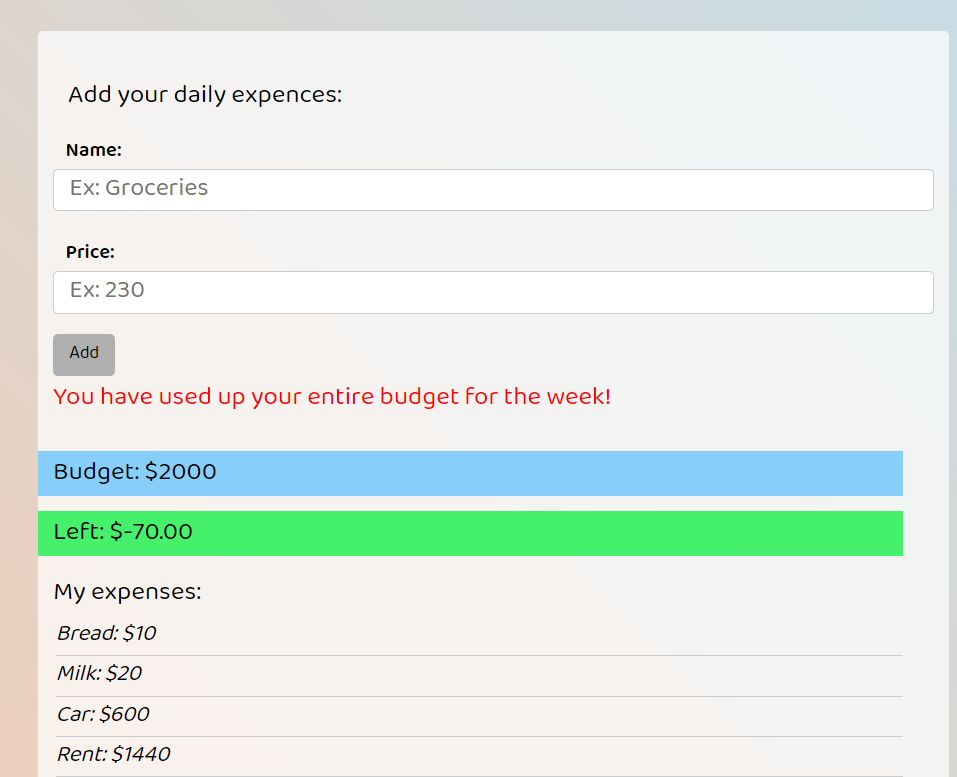 Add your daily expences:
Name:
Ex: Groceries
Price:
Ex: 230
Add
You have used up your entire budget for the week!
Budget: $2000
Left: $-70.00
My expenses:
Bread: $10
Milk: $20
Car: $600
Rent: $1440